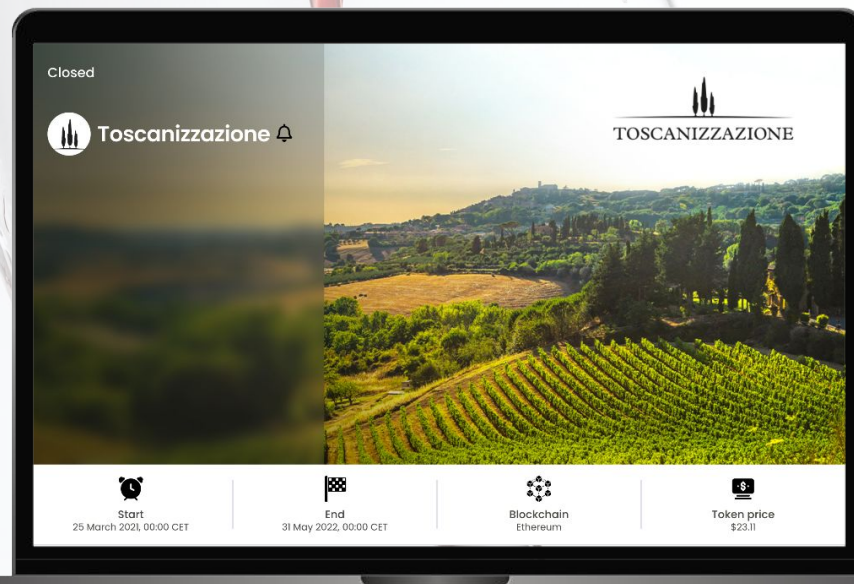 Closed
Toscanizzazione
TOSCANIZZAZIONE
Start
25 March 2021, 00:00 CET
End
31 May 2022, 00:00 CET
Blockchain
Ethereum
Token price
$23.11